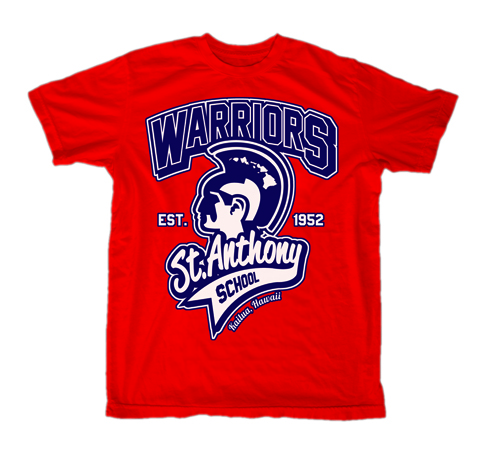 WARRIORS
EST. 1952
St. Anthony
SCHOOL
Kailua, Hawaii